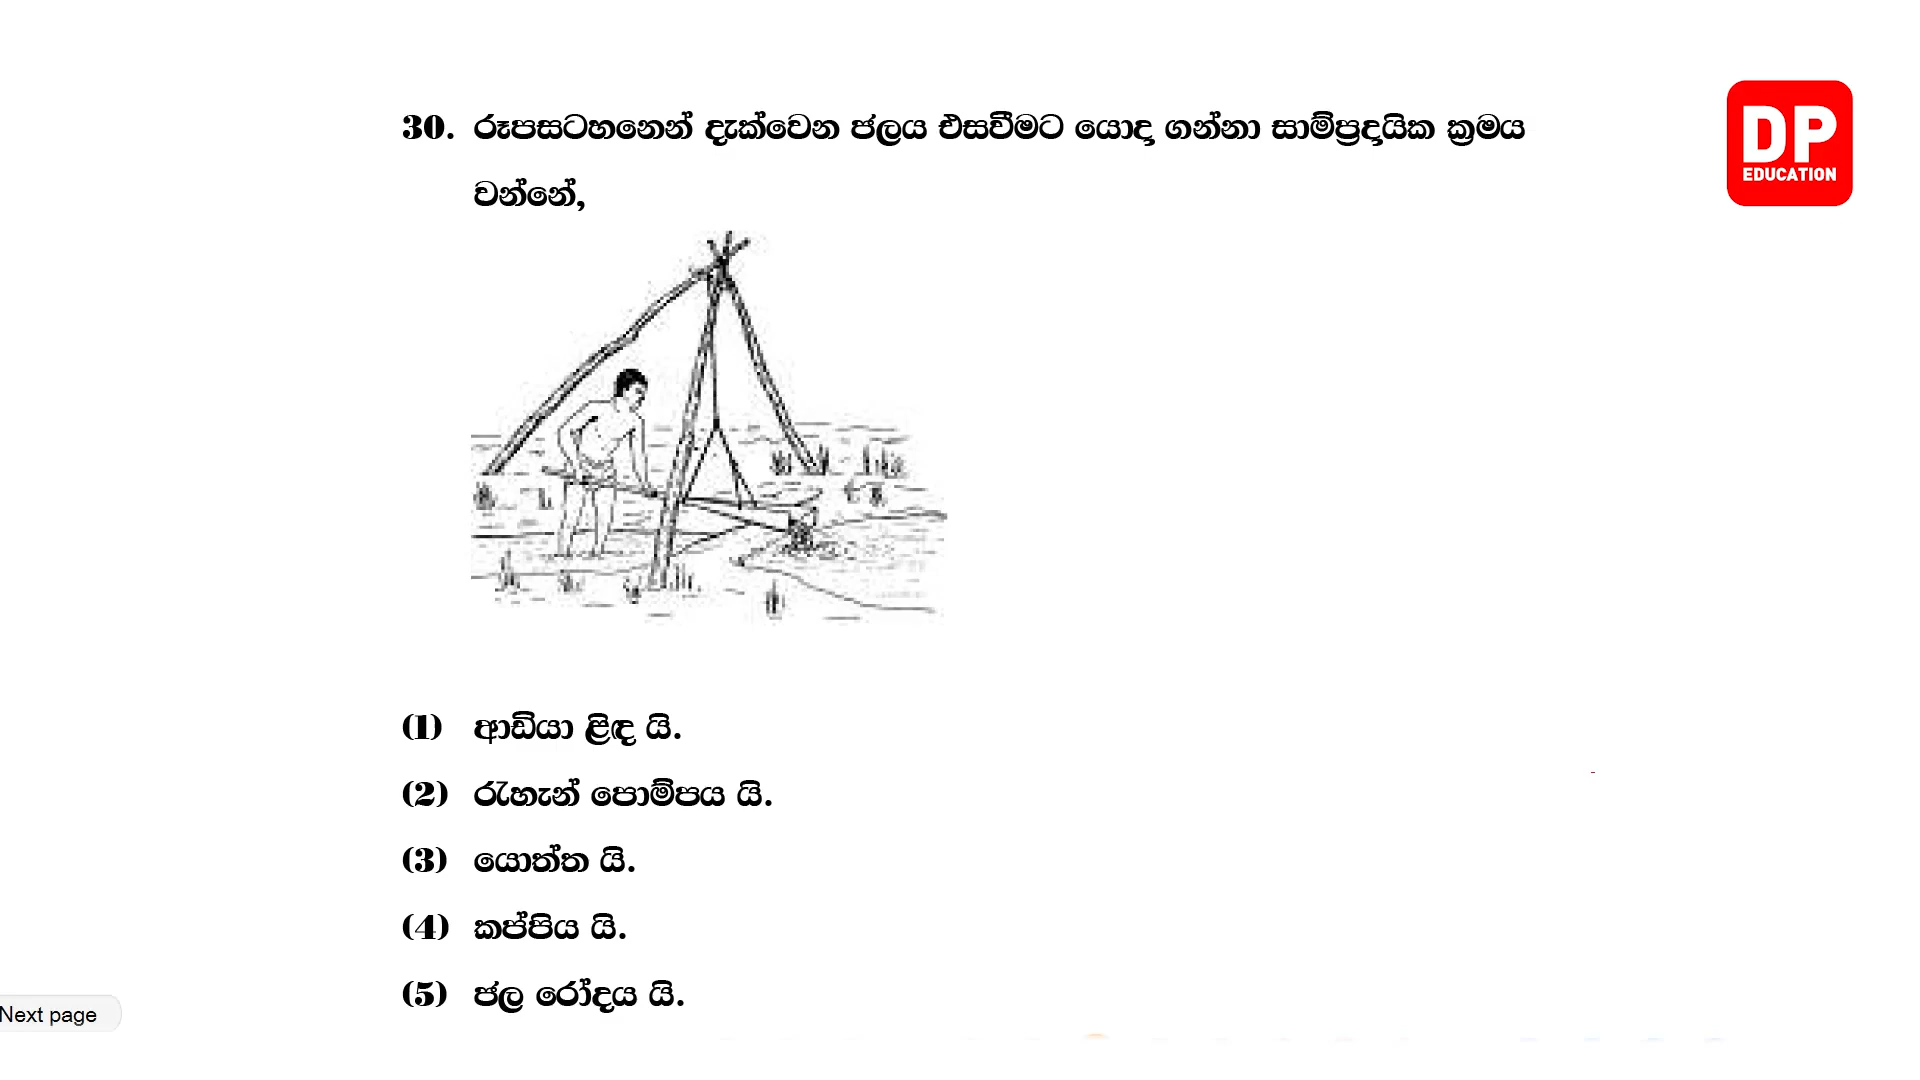 DP
EDUCATION
30. රූපසටහනෙන් දැක්වෙන ජලය එසවීමට යොද ගන්නා සාම්ප්‍රදයික ක්‍රමය
වන්නේ,
(1) ආඩියා ළිඳ යි.
(2) රැහැන් පොම්පය යි.
(3) යොත්ත යි.
(4) කප්පිය යි.
(5) ජල රෝදය යි.
Next page